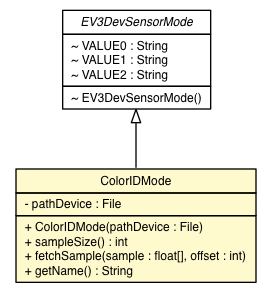 EV3DevSensorMode
~ VALUE0 : String
~ VALUE1 : String
~ VALUE2 : String
~ EV3DevSensorMode()
ColorIDMode
- pathDevice : File
+ ColorIDMode(pathDevice : File)
+ sampleSize() : int
+ fetchSample(sample : float[], offset : int)
+ getName() : String